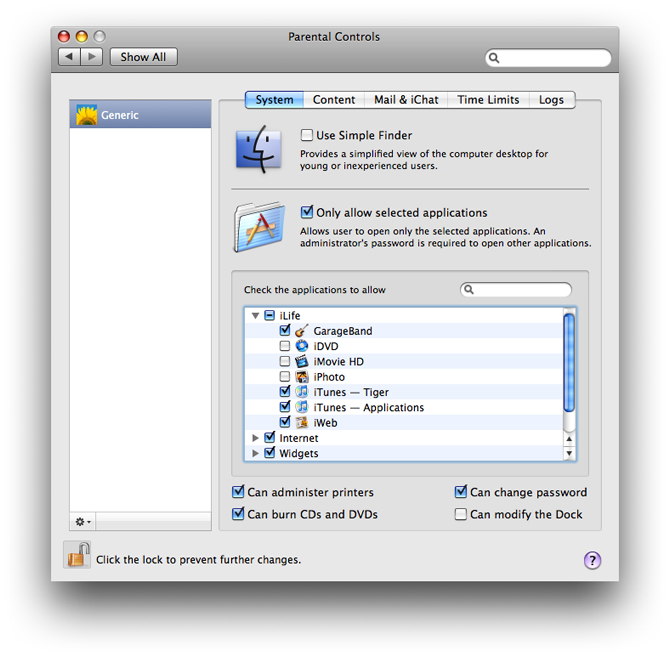 Parental Controls
Show All
Generic
System Content Mail & iChat Time Limits Logs
Use Simple Finder
Provides a simplified view of the computer desktop for
young or inexperienced users.
Only allow selected applications
Allows user to open only the selected applications. An
administrator's password is required to open other applications.
Check the applications to allow
iLife
GarageBand
iDVD
iMovie HD
iPhoto
iTunes — Tiger
iTunes — Applications
iWeb
Internet
Widgets
Can administer printers
Can change password
Can burn CDs and DVDs
Can modify the Dock
Click the lock to prevent further changes.
?